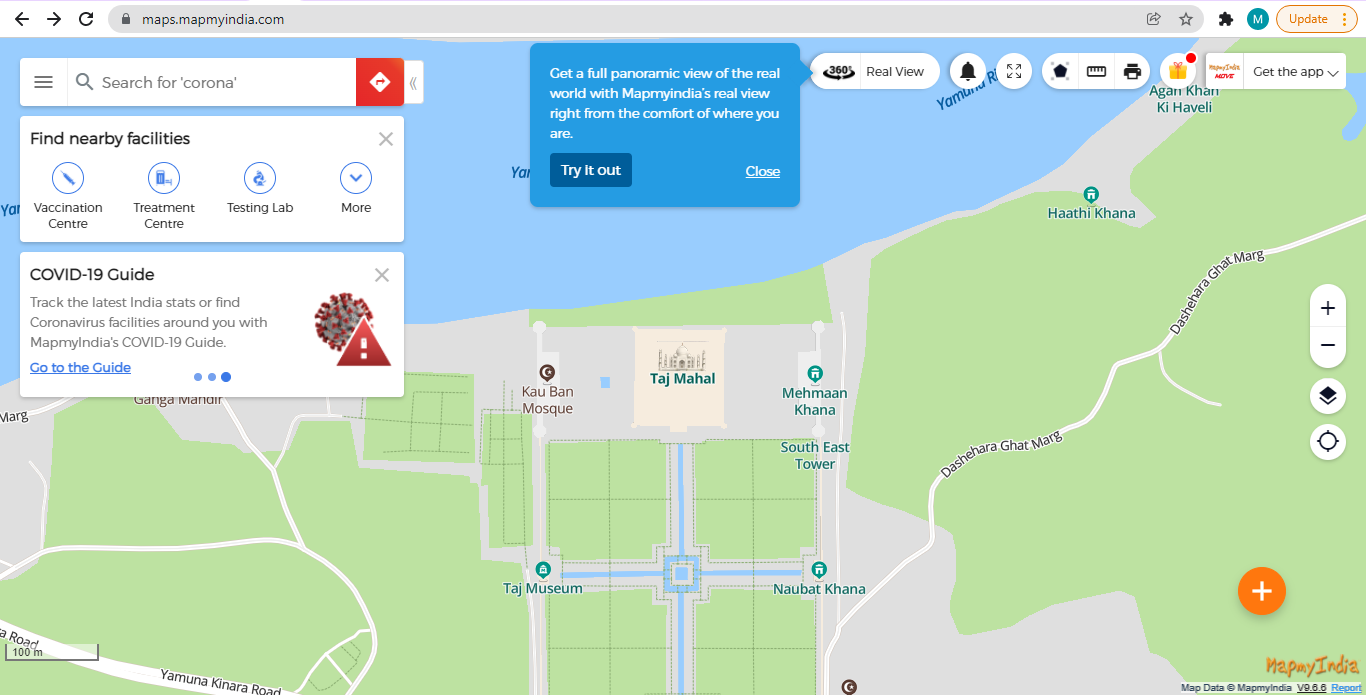 maps.mapmyindia.com
M
Update
Search for 'corona'
Get a full panoramic view of the real
world with Mapmyindia's real view
right from the comfort of where you
are.
Try It out
Close
360°
Real View
MapmyIndia
MOVE
Get the app
Find nearby facilities
Vaccination
Centre
Treatment
Centre
Testing Lab
More
COVID-19 Guide
Track the latest India stats or find
Coronavirus facilities around you with
MapmyIndia's COVID-19 Guide.
Go to the Guide
Agan Khan
Ki Haveli
Haathi Khana
Dashehara Ghat Marg
Taj Mahal
Kau Ban
Mosque
Mehmaan
Khana
Ganga Mandir
Marg
South East
Tower
Dashehara Ghat Marg
Taj Museum
Naubat Khana
Road
100 m
Yamuna Kinara Road
MapmyIndia
Map Data © MapmyIndia V9.6.6 Report